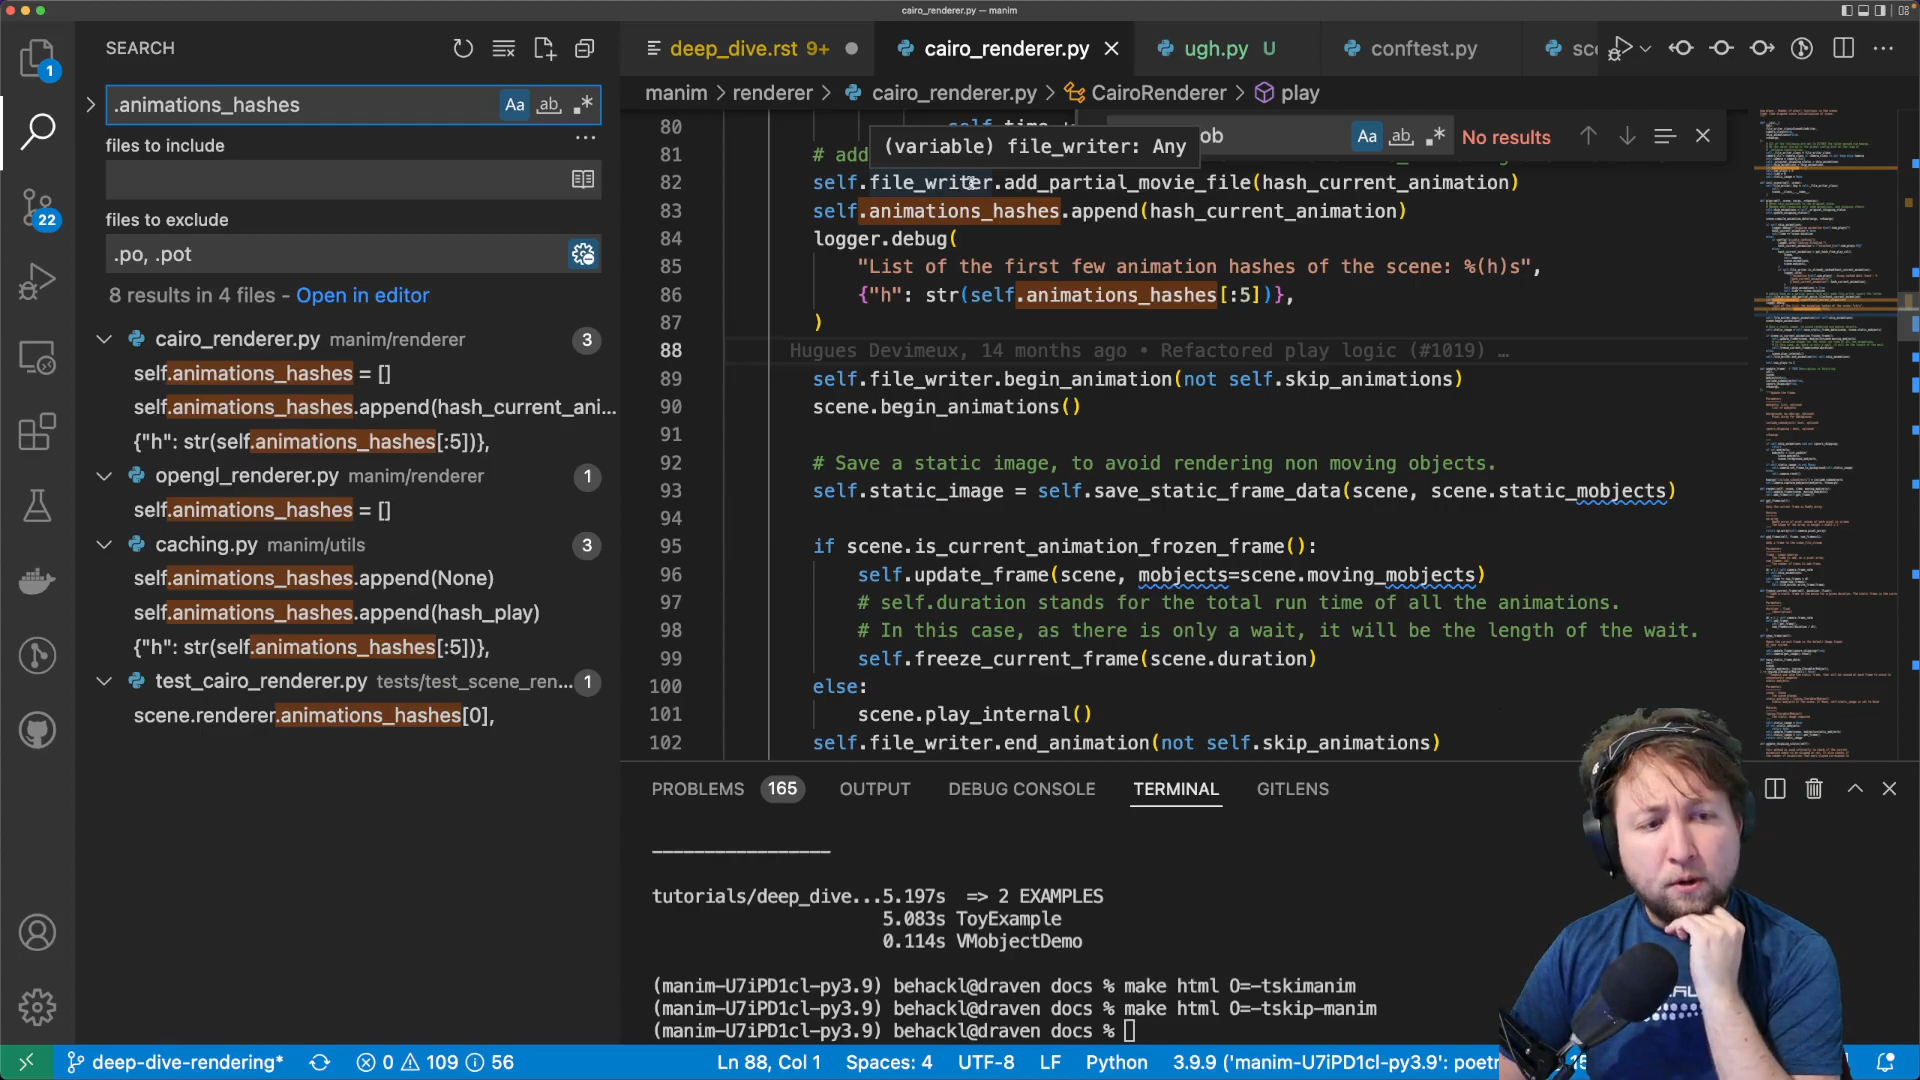 cairo_renderer.py — manim
SEARCH
.animations_hashes
Aa
ab
.*
files to include
files to exclude
.po, .pot
8 results in 4 files - Open in editor
cairo_renderer.py manim/renderer 3
self.animations_hashes = []
self.animations_hashes.append(hash_current_ani...
{"h": str(self.animations_hashes[:5])},
opengl_renderer.py manim/renderer 1
self.animations_hashes = []
caching.py manim/utils 3
self.animations_hashes.append(None)
self.animations_hashes.append(hash_play)
{"h": str(self.animations_hashes[:5])},
test_cairo_renderer.py tests/test_scene_ren... 1
scene.renderer.animations_hashes[0],
1
22
deep_dive.rst 9+
cairo_renderer.py
ugh.py U
conftest.py
sc
manim > renderer > cairo_renderer.py > CairoRenderer > play
ob
Aa
ab
.*
No results
(variable) file_writer: Any
80
81 # add
82 self.file_writer.add_partial_movie_file(hash_current_animation)
83 self.animations_hashes.append(hash_current_animation)
84 logger.debug(
85 "List of the first few animation hashes of the scene: %(h)s",
86 {"h": str(self.animations_hashes[:5])},
87 )
88 Hugues Devimeux, 14 months ago • Refactored play logic (#1019) …
89 self.file_writer.begin_animation(not self.skip_animations)
90 scene.begin_animations()
91
92 # Save a static image, to avoid rendering non moving objects.
93 self.static_image = self.save_static_frame_data(scene, scene.static_mobjects)
94
95 if scene.is_current_animation_frozen_frame():
96 self.update_frame(scene, mobjects=scene.moving_mobjects)
97 # self.duration stands for the total run time of all the animations.
98 # In this case, as there is only a wait, it will be the length of the wait.
99 self.freeze_current_frame(scene.duration)
100 else:
101 scene.play_internal()
102 self.file_writer.end_animation(not self.skip_animations)
PROBLEMS 165 OUTPUT DEBUG CONSOLE TERMINAL GITLENS
tutorials/deep_dive...5.197s => 2 EXAMPLES
5.083s ToyExample
0.114s VMobjectDemo
(manim-U7iPD1cl-py3.9) behackl@draven docs % make html O=-tskimanim
(manim-U7iPD1cl-py3.9) behackl@draven docs % make html O=-tskip-manim
(manim-U7iPD1cl-py3.9) behackl@draven docs %
deep-dive-rendering* 0 109 56 Ln 88, Col 1 Spaces: 4 UTF-8 LF Python 3.9.9 ('manim-U7iPD1cl-py3.9': poetr